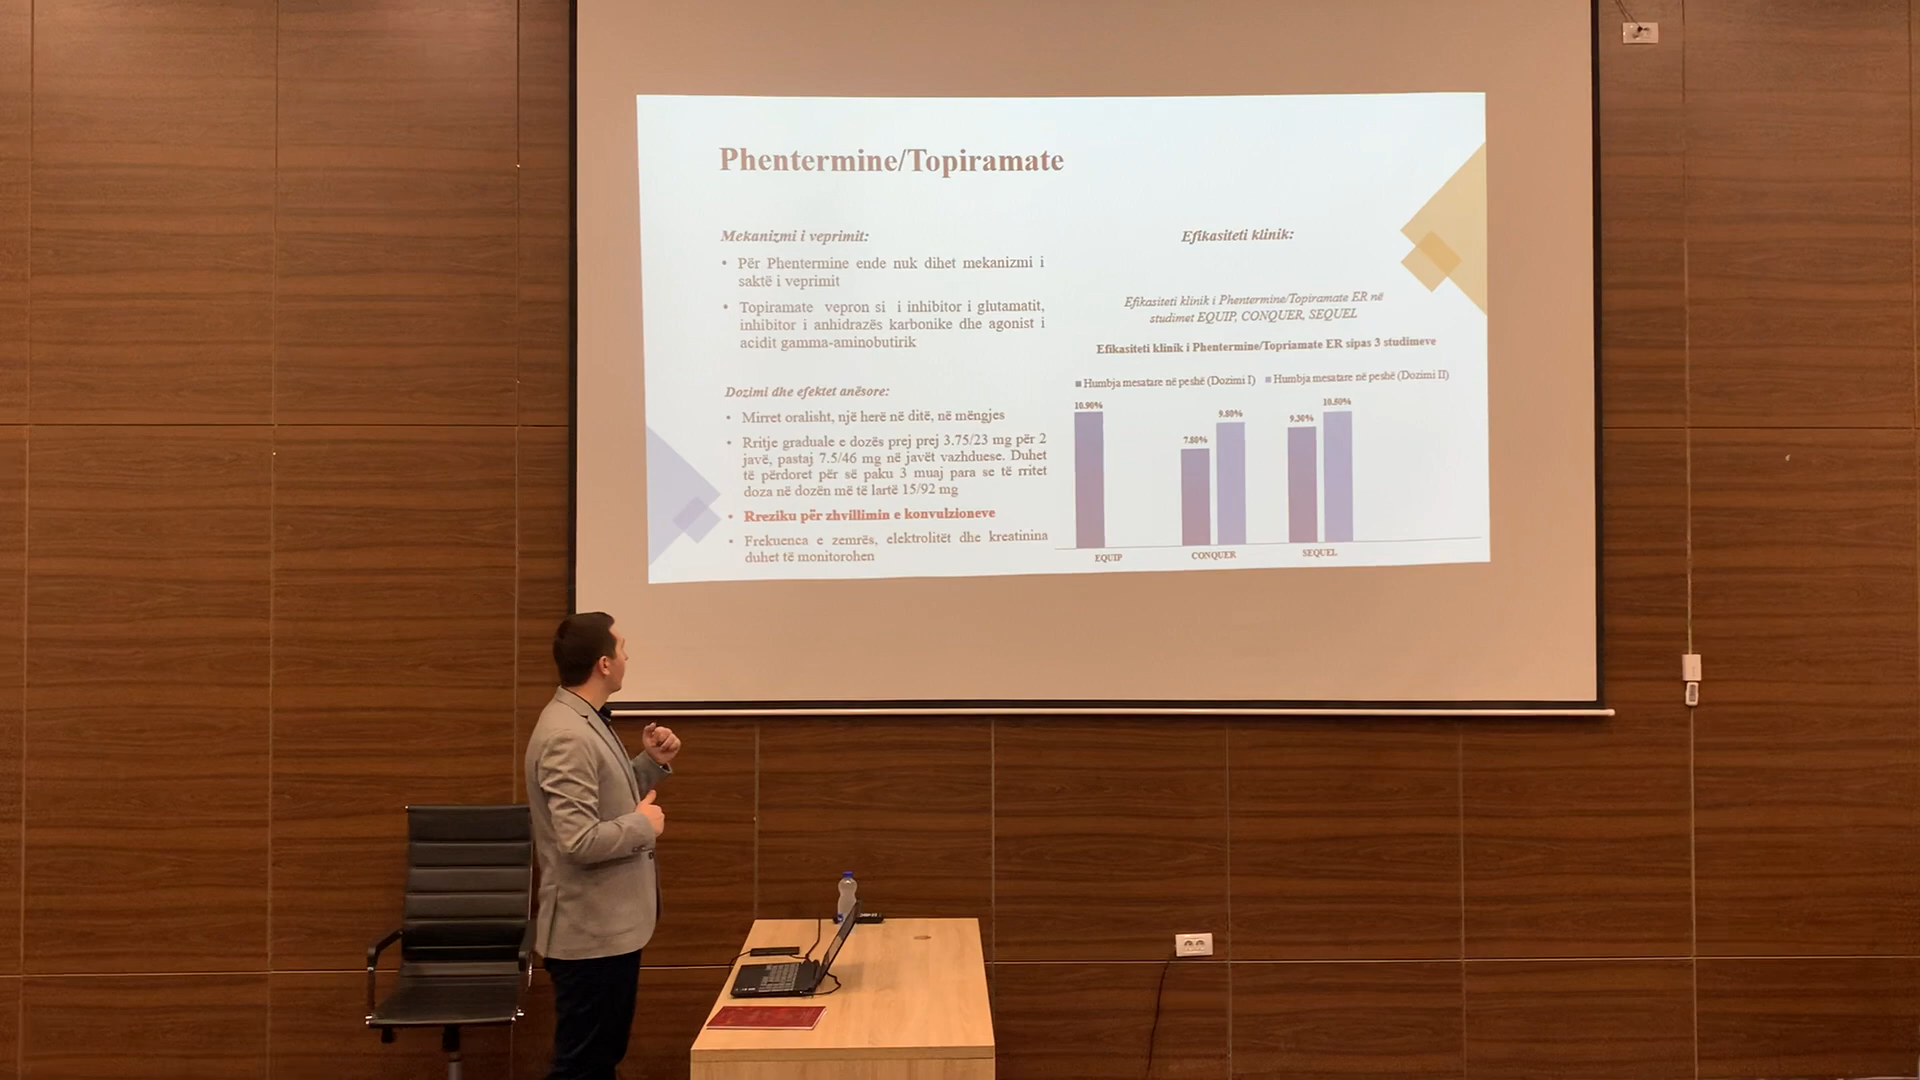 Phentermine/Topiramate
Mekanizmi i veprimit:
• Për Phentermine ende nuk dihet mekanizmi i
saktë i veprimit
• Topiramate vepron si i inhibitor i glutamatit,
inhibitor i anhidrazës karbonike dhe agonist i
acidit gamma-aminobutirik
Dozimi dhe efektet anësore:
• Mirret oralisht, një herë në ditë, në mëngjes
• Rritje graduale e dozës prej prej 3.75/23 mg për 2
javë, pastaj 7.5/46 mg në javët vazhduese. Duhet
të përdoret për së paku 3 muaj para se të rritet
doza në dozën më të lartë 15/92 mg
• Rreziku për zhvillimin e konvulzioneve
• Frekuenca e zemrës, elektrolitët dhe kreatinina
duhet të monitorohen
Efikasiteti klinik:
Efikasiteti klinik i Phentermine/Topiramate ER në
studimet EQUIP, CONQUER, SEQUEL
Efikasiteti klinik i Phentermine/Topriamate ER sipas 3 studimeve
Humbja mesatare në peshë (Dozimi I) Humbja mesatare në peshë (Dozimi II)
10.90%
7.80%
9.80%
9.30%
10.50%
EQUIP CONQUER SEQUEL